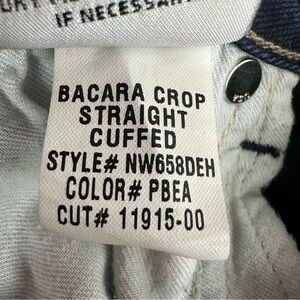 IF NECESSARY
BACARA CROP
STRAIGHT
CUFFED
STYLE# NW658DEH
COLOR# PBEA
CUT# 11915-00